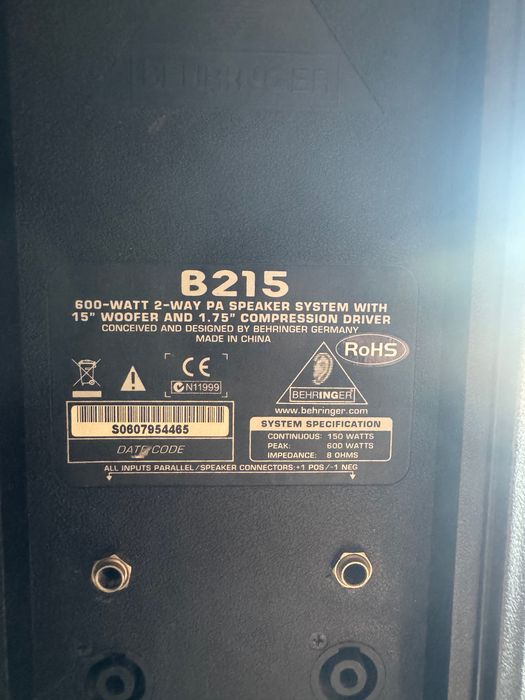 BEHRINGER
B215
600-WATT 2-WAY PA SPEAKER SYSTEM WITH
15" WOOFER AND 1.75" COMPRESSION DRIVER
CONCEIVED AND DESIGNED BY BEHRINGER GERMANY
MADE IN CHINA
RoHS
CE
N11999
BEHRINGER
www.behringer.com
S0607954465
DATE CODE
SYSTEM SPECIFICATION
CONTINUOUS: 150 WATTS
PEAK: 600 WATTS
IMPEDANCE: 8 OHMS
ALL INPUTS PARALLEL/SPEAKER CONNECTORS:+1 POS/-1 NEG